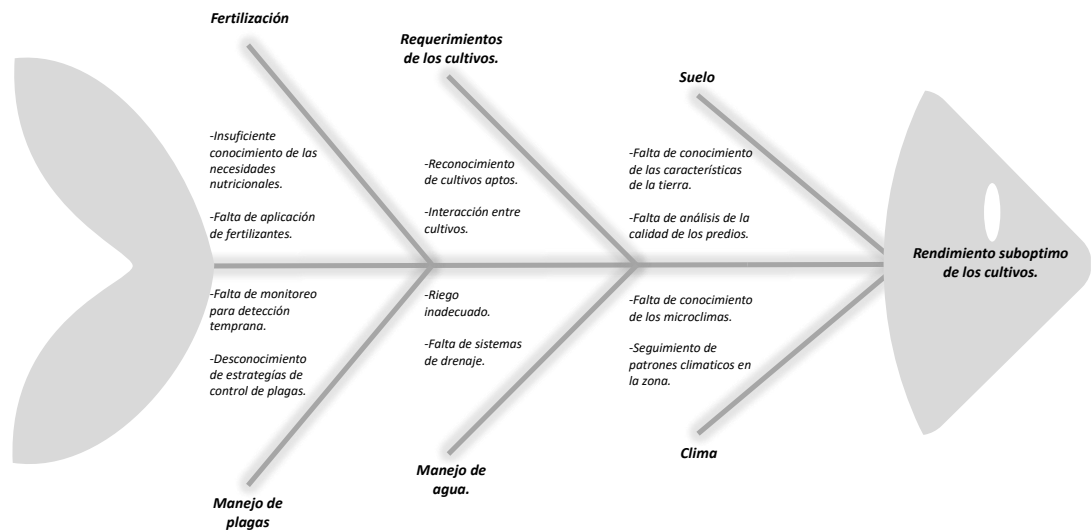 Fertilización
Requerimientos
de los cultivos.
Suelo
-Insuficiente
conocimiento de las
necesidades
nutricionales.
-Falta de aplicación
de fertilizantes.
-Reconocimiento
de cultivos aptos.
-Interacción entre
cultivos.
-Falta de conocimiento
de las características
de la tierra.
-Falta de análisis de la
calidad de los predios.
Rendimiento suboptimo
de los cultivos.
-Falta de monitoreo
para detección
temprana.
-Desconocimiento
de estrategías de
control de plagas.
-Riego
inadecuado.
-Falta de sistemas
de drenaje.
-Falta de conocimiento
de los microclimas.
-Seguimiento de
patrones climaticos en
la zona.
Manejo de
plagas
Manejo de
agua.
Clima